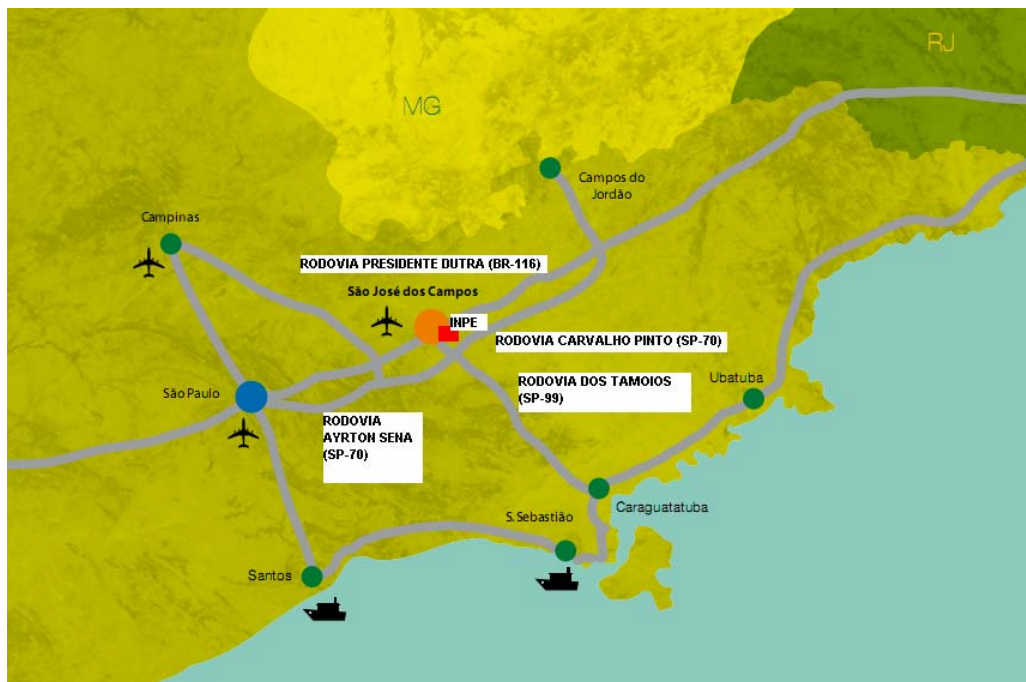 RJ
MG
Campos do
Jordão
Campinas
RODOVIA PRESIDENTE DUTRA (BR-116)
São José dos Campos
INPE
RODOVIA CARVALHO PINTO (SP-70)
RODOVIA DOS TAMOIOS
(SP-99)
Ubatuba
São Paulo
RODOVIA
AYRTON SENA
(SP-70)
Caraguatatuba
S. Sebastião
Santos